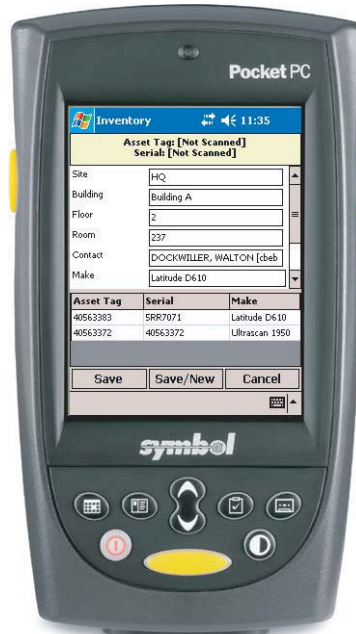 Pocket PC
Inventory 11:35
Asset Tag: [Not Scanned]
Serial: [Not Scanned]
Site HQ
Building Building A
Floor 2
Room 237
Contact DOCKWILLER, WALTON [cbeb
Make Latitude D610
Asset Tag Serial Make
40563383 5RR7071 Latitude D610
40563372 40563372 Ultrascan 1950
Save Save/New Cancel
symbol